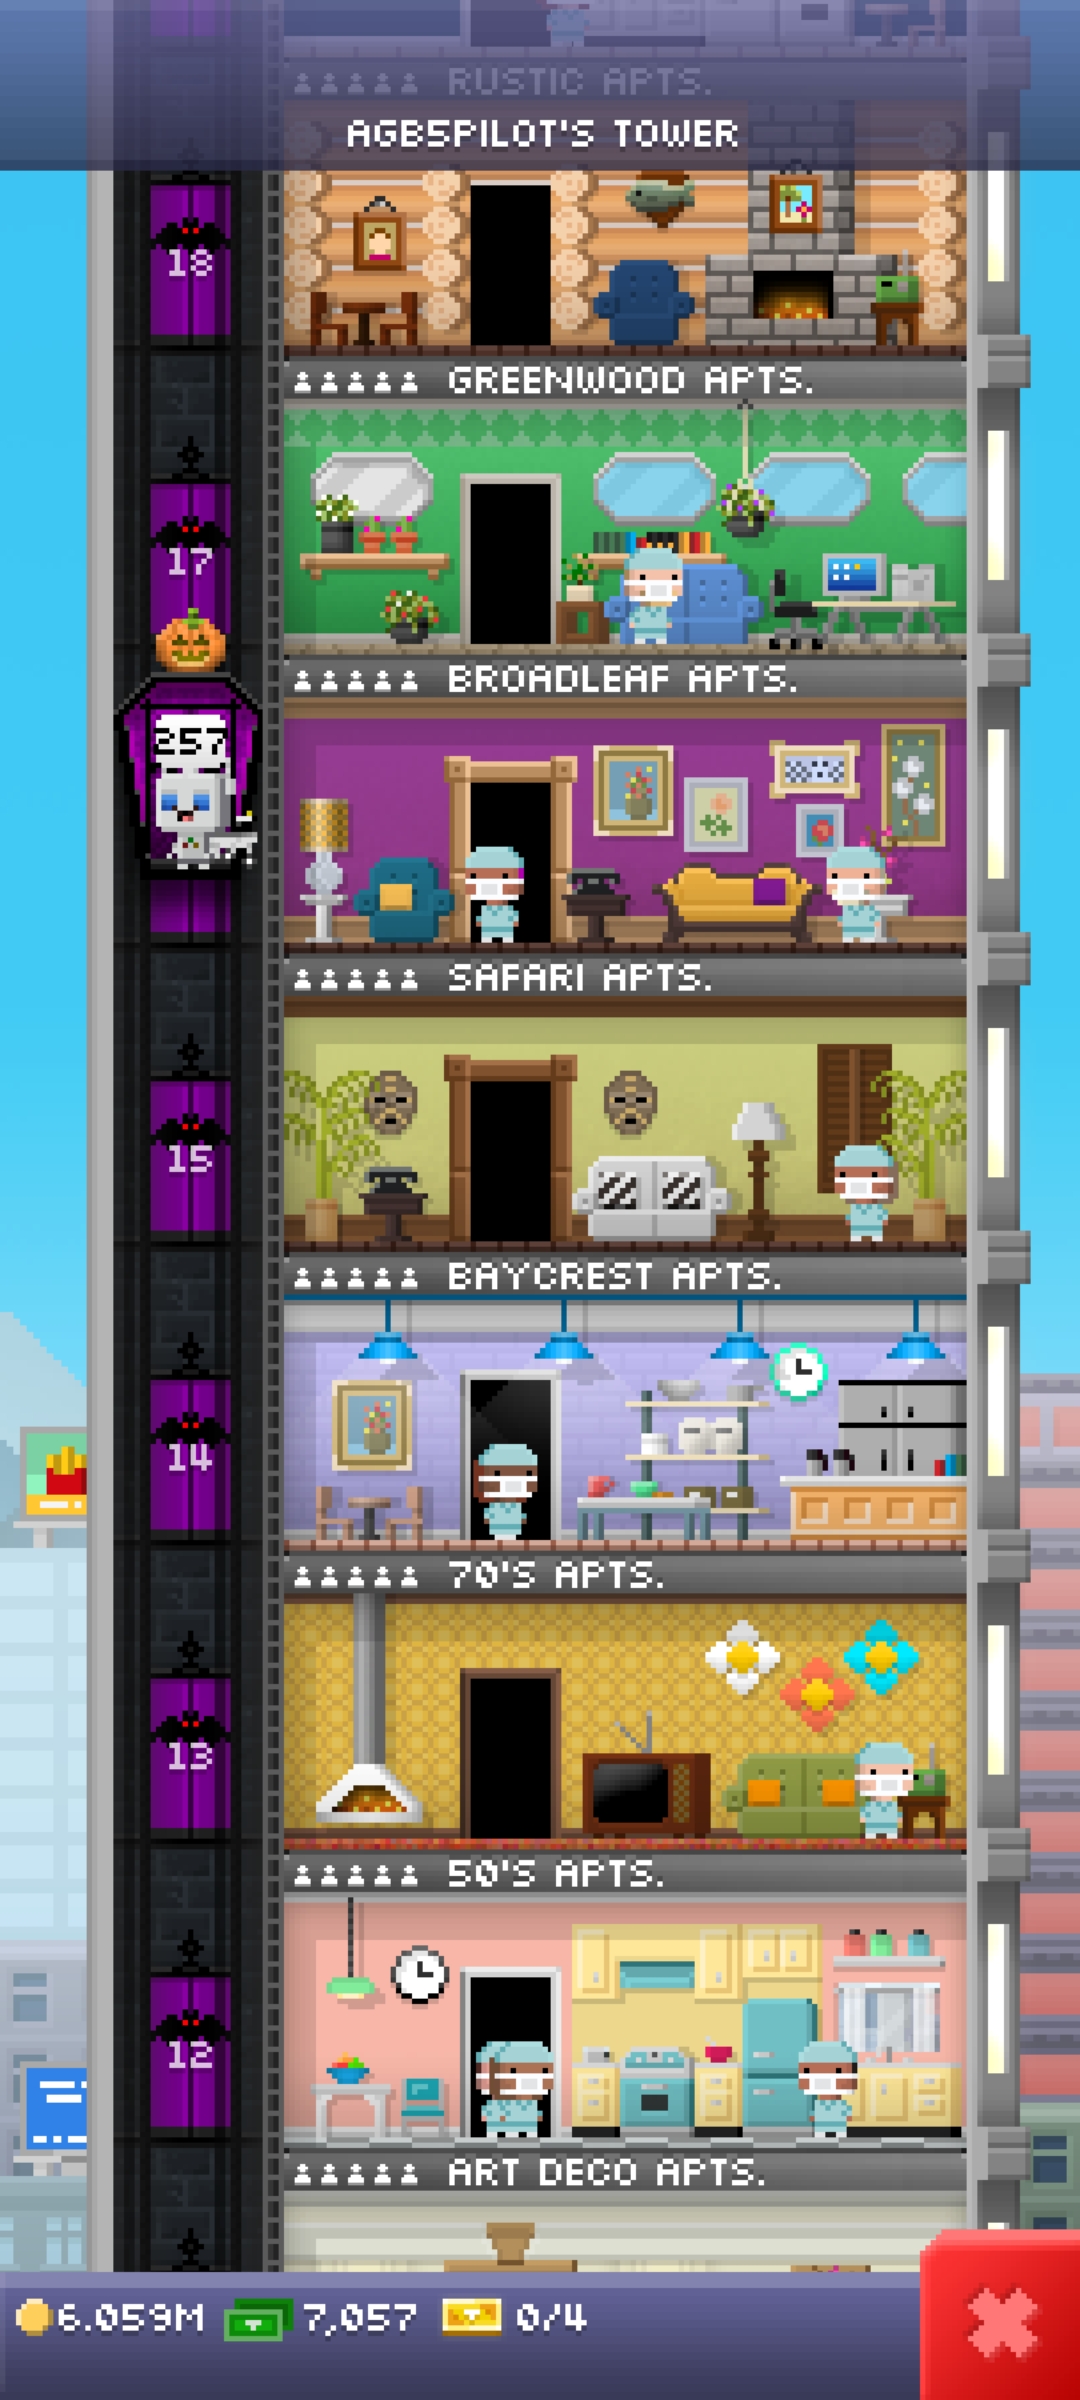 RUSTIC APTS.
AGB5PILOT'S TOWER
18
GREENWOOD APTS.
17
BROADLEAF APTS.
257
SAFARI APTS.
15
BAYCREST APTS.
14
70'S APTS.
13
50'S APTS.
12
ART DECO APTS.
6.059M 7,057 0/4